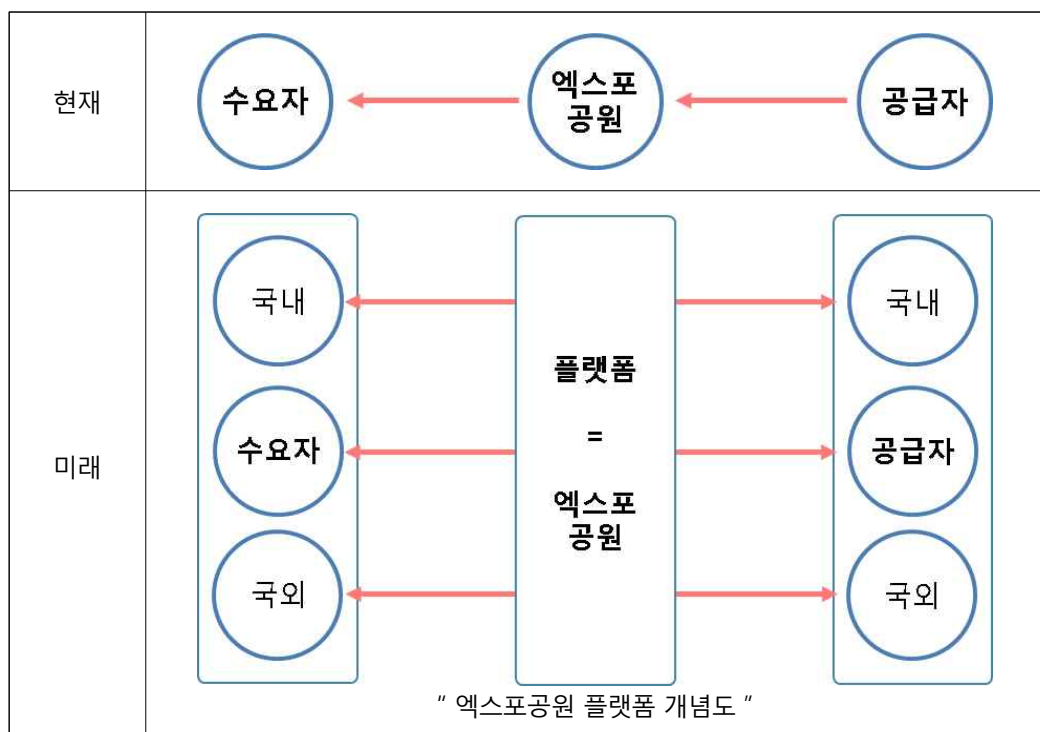 현재
수요자
엑스포
공원
공급자
미래
국내
수요자
국외
플랫폼
=
엑스포
공원
국내
공급자
국외
" 엑스포공원 플랫폼 개념도 "